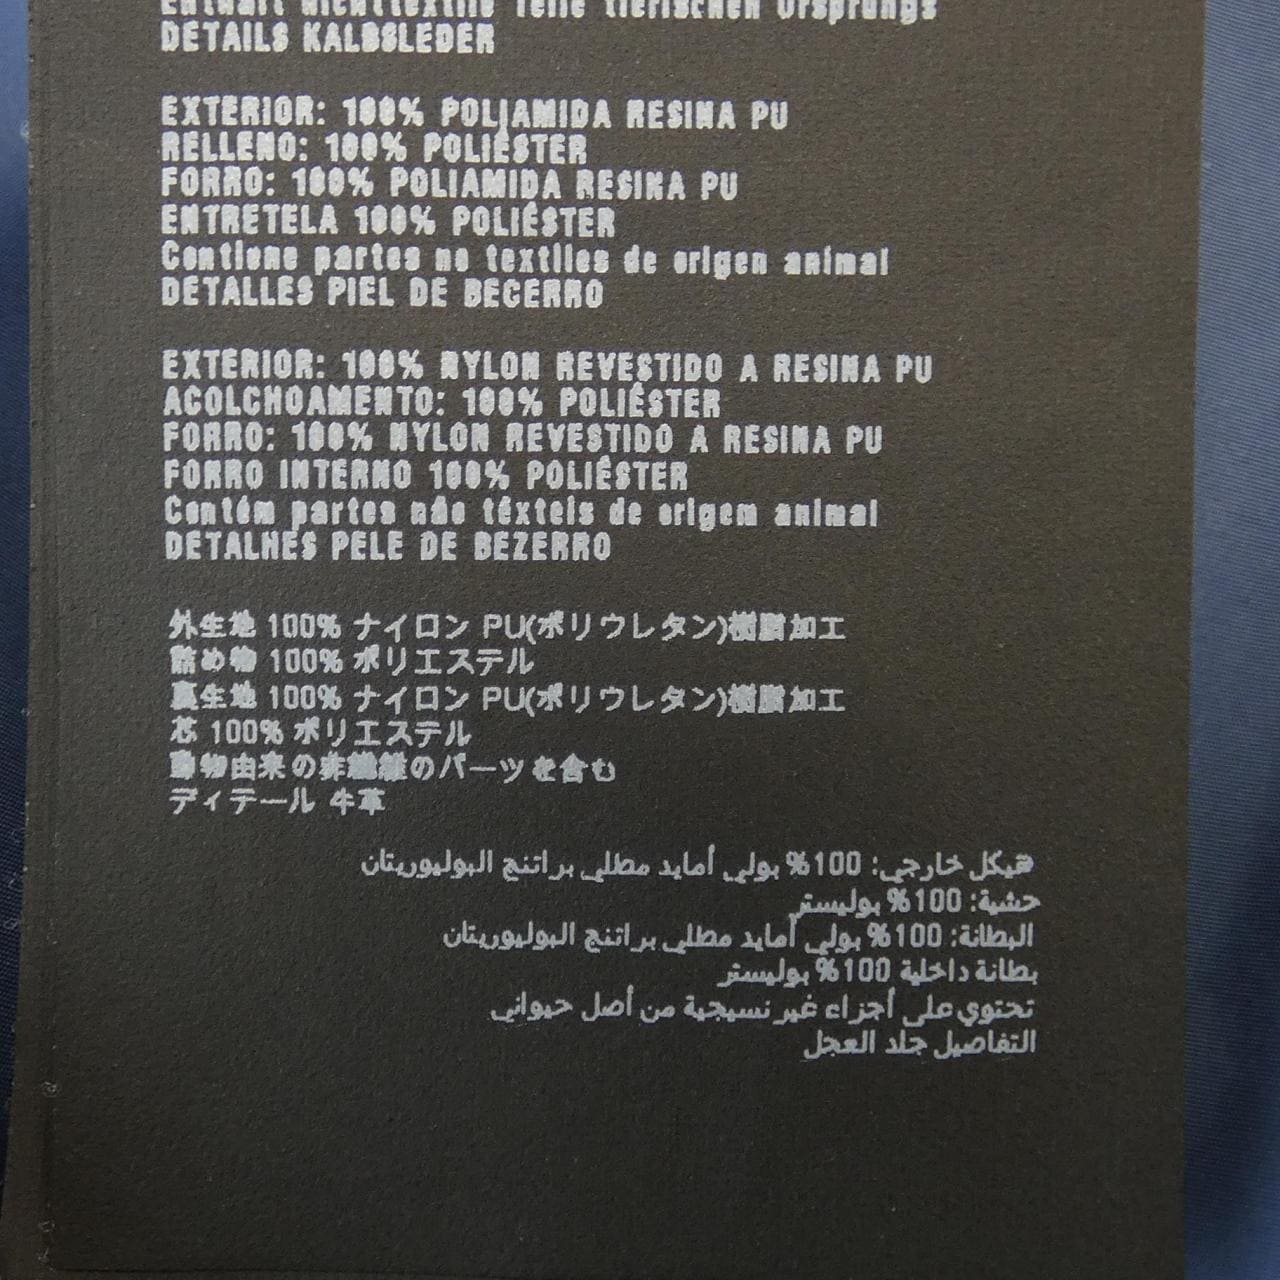 Enthält nichttextile Teile tierischen Ursprungs
DETAILS KALBSLEDER
EXTERIOR: 100% POLIAMIDA RESINA PU
RELLENO: 100% POLIÉSTER
FORRO: 100% POLIAMIDA RESINA PU
ENTRETELA 100% POLIÉSTER
Contiene partes no textiles de origen animal
DETALLES PIEL DE BECERRO
EXTERIOR: 100% NYLON REVESTIDO A RESINA PU
ACOLCHOAMENTO: 100% POLIÉSTER
FORRO: 100% NYLON REVESTIDO A RESINA PU
FORRO INTERNO 100% POLIÉSTER
Contém partes não têxteis de origem animal
DETALHES PELE DE BEZERRO
外生地 100% ナイロン PU(ポリウレタン)樹脂加工
詰め物 100% ポリエステル
裏生地 100% ナイロン PU(ポリウレタン)樹脂加工
芯 100% ポリエステル
動物由来の非繊維のパーツを含む
ディテール 牛革
هيكل خارجي: 100% بولي أمايد مطلي براتنج البوليوريتان
حشية: 100% بوليستر
البطانة: 100% بولي أمايد مطلي براتنج البوليوريتان
بطانة داخلية 100% بوليستر
تحتوي على أجزاء غير نسيجية من أصل حيواني
التفاصيل جلد العجل